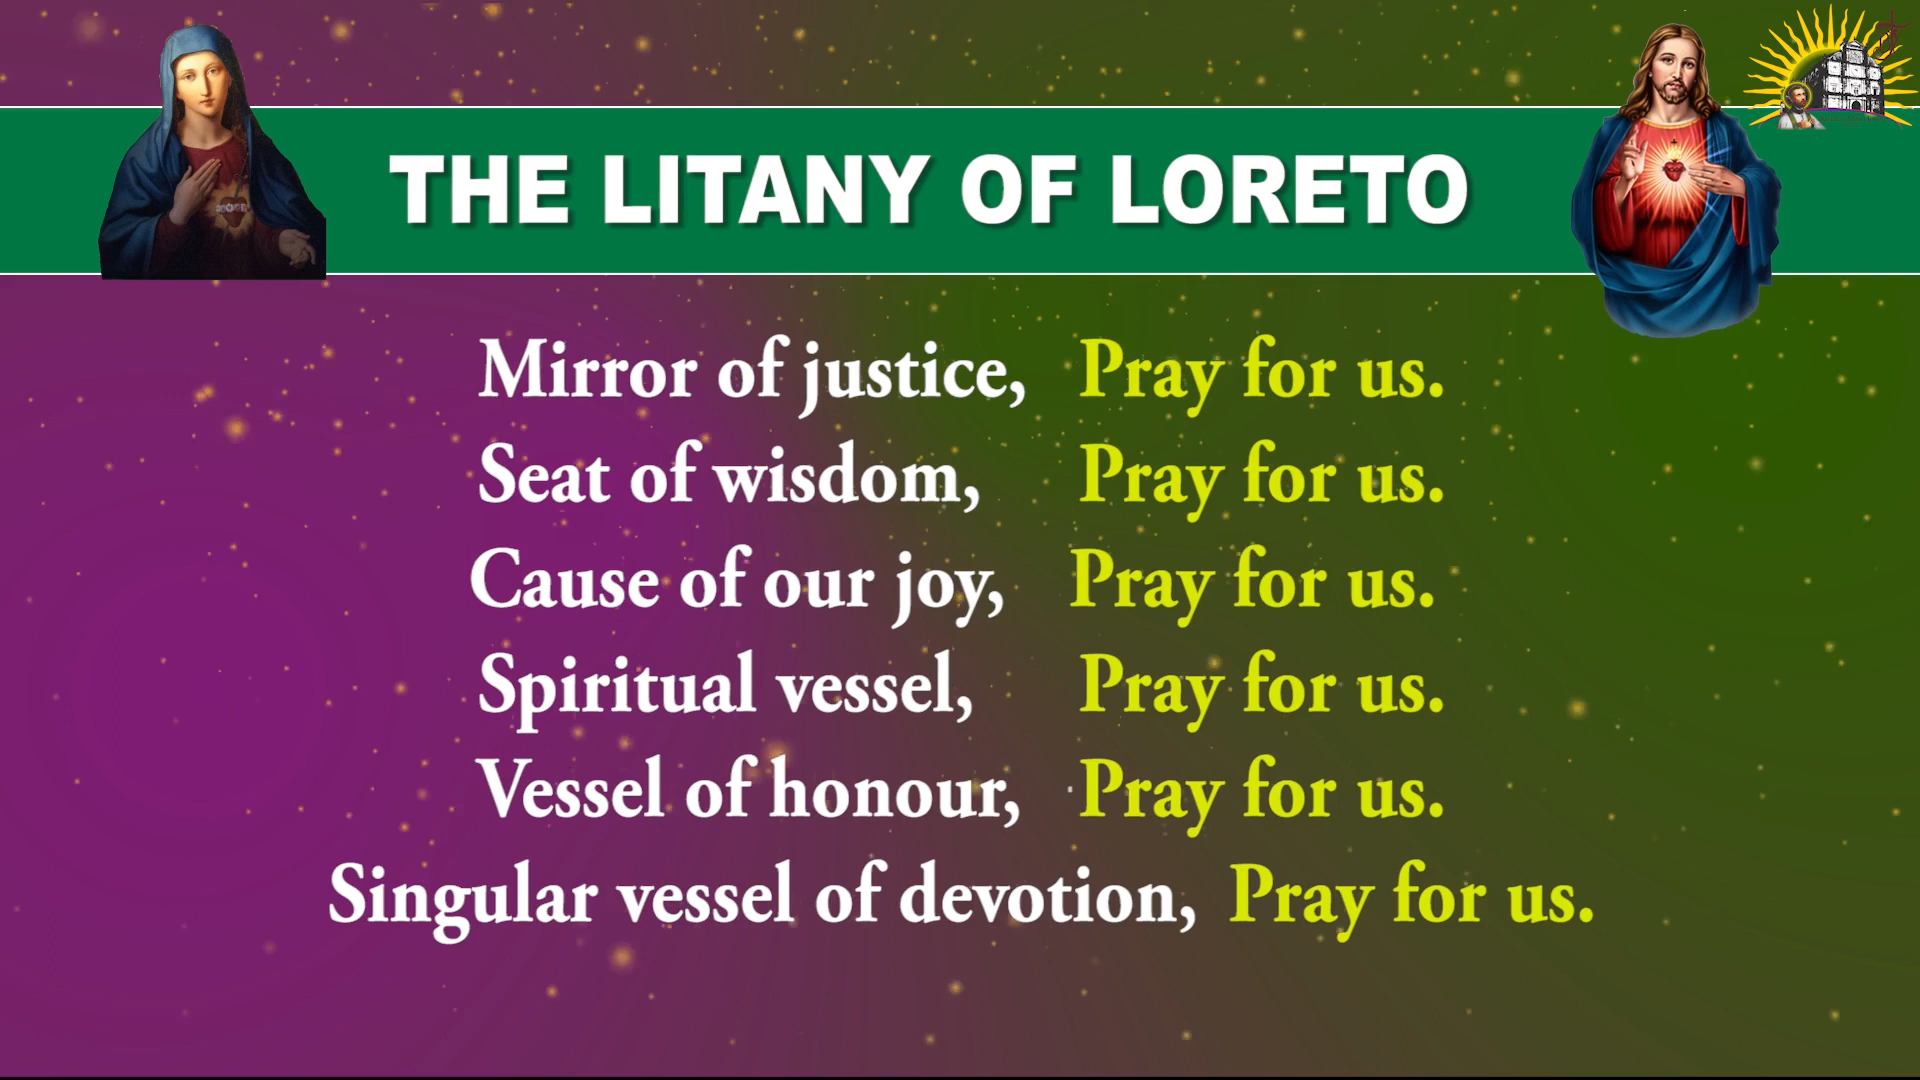 THE LITANY OF LORETO
Mirror of justice, Pray for us.
Seat of wisdom, Pray for us.
Cause of our joy, Pray for us.
Spiritual vessel, Pray for us.
Vessel of honour, Pray for us.
Singular vessel of devotion, Pray for us.